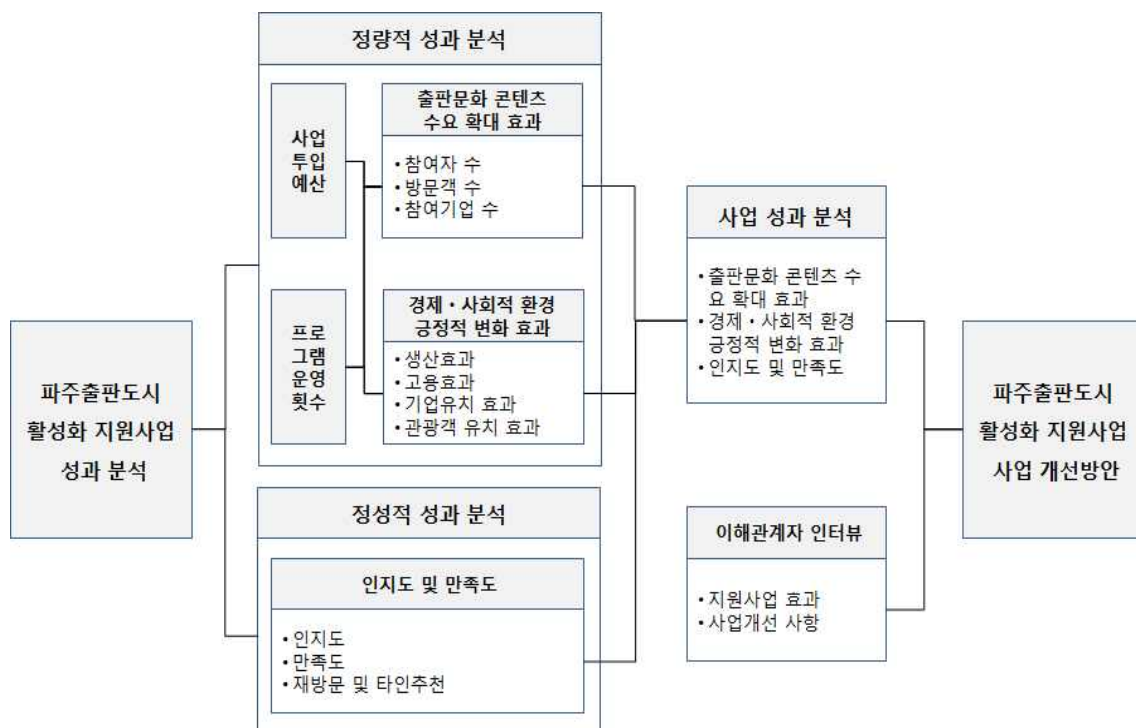 파주출판도시
활성화 지원사업
성과 분석
정량적 성과 분석
사업
투입
예산
프로
그램
운영
횟수
출판문화 콘텐츠
수요 확대 효과
• 참여자 수
• 방문객 수
• 참여기업 수
경제・사회적 환경
긍정적 변화 효과
• 생산효과
• 고용효과
• 기업유치 효과
• 관광객 유치 효과
정성적 성과 분석
인지도 및 만족도
• 인지도
• 만족도
• 재방문 및 타인추천
사업 성과 분석
• 출판문화 콘텐츠 수
요 확대 효과
• 경제・사회적 환경
긍정적 변화 효과
• 인지도 및 만족도
이해관계자 인터뷰
• 지원사업 효과
• 사업개선 사항
파주출판도시
활성화 지원사업
사업 개선방안